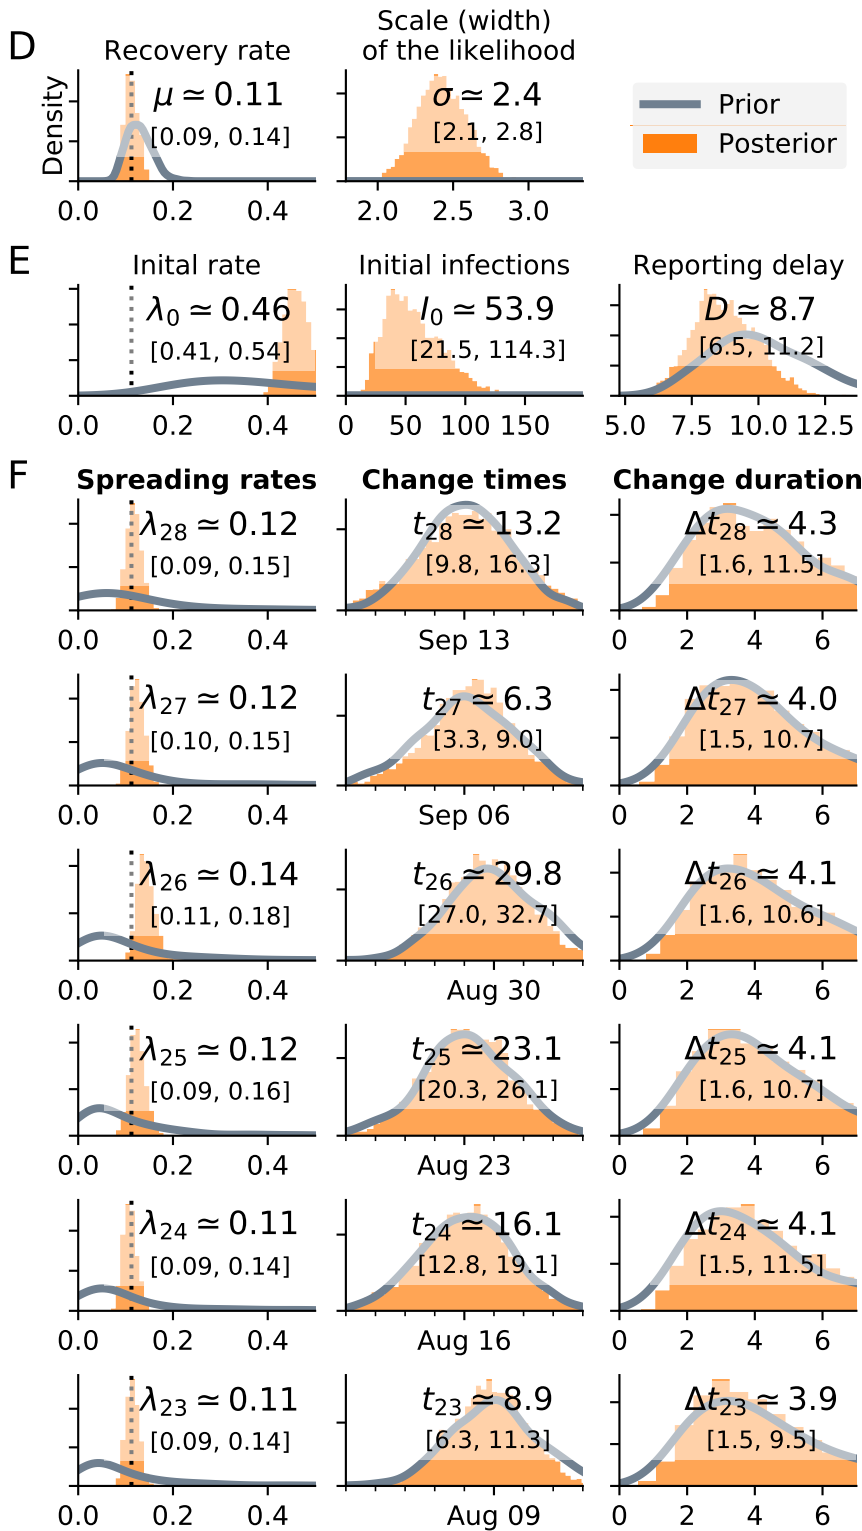 D
Recovery rate
Scale (width)
of the likelihood
Density
μ ≃ 0.11
[0.09, 0.14]
σ ≃ 2.4
[2.1, 2.8]
Prior
Posterior
0.0 0.2 0.4
2.0 2.5 3.0
E
Inital rate
Initial infections
Reporting delay
λ0 ≃ 0.46
[0.41, 0.54]
I0 ≃ 53.9
[21.5, 114.3]
D ≃ 8.7
[6.5, 11.2]
0.0 0.2 0.4
0 50 100 150
5.0 7.5 10.0 12.5
F
Spreading rates
Change times
Change duration
λ28 ≃ 0.12
[0.09, 0.15]
t28 ≃ 13.2
[9.8, 16.3]
Δt28 ≃ 4.3
[1.6, 11.5]
0.0 0.2 0.4
Sep 13
0 2 4 6
λ27 ≃ 0.12
[0.10, 0.15]
t27 ≃ 6.3
[3.3, 9.0]
Δt27 ≃ 4.0
[1.5, 10.7]
0.0 0.2 0.4
Sep 06
0 2 4 6
λ26 ≃ 0.14
[0.11, 0.18]
t26 ≃ 29.8
[27.0, 32.7]
Δt26 ≃ 4.1
[1.6, 10.6]
0.0 0.2 0.4
Aug 30
0 2 4 6
λ25 ≃ 0.12
[0.09, 0.16]
t25 ≃ 23.1
[20.3, 26.1]
Δt25 ≃ 4.1
[1.6, 10.7]
0.0 0.2 0.4
Aug 23
0 2 4 6
λ24 ≃ 0.11
[0.09, 0.14]
t24 ≃ 16.1
[12.8, 19.1]
Δt24 ≃ 4.1
[1.5, 11.5]
0.0 0.2 0.4
Aug 16
0 2 4 6
λ23 ≃ 0.11
[0.09, 0.14]
t23 ≃ 8.9
[6.3, 11.3]
Δt23 ≃ 3.9
[1.5, 9.5]
0.0 0.2 0.4
Aug 09
0 2 4 6